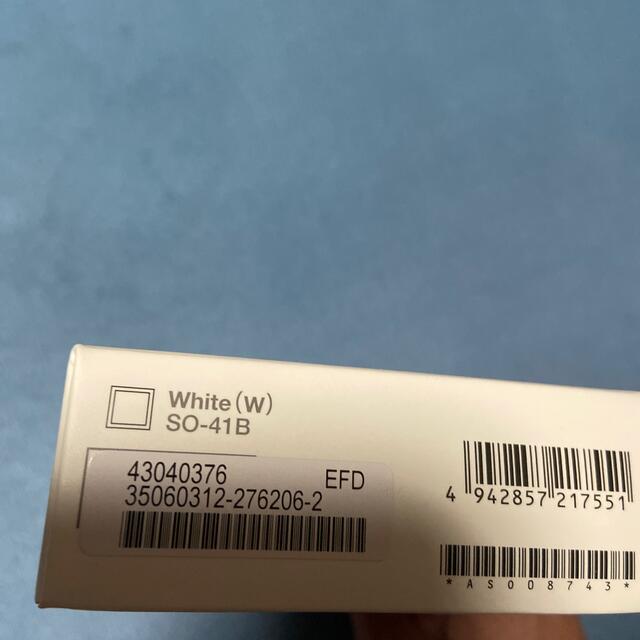 White (W)
SO-41B
43040376 EFD
35060312-276206-2
4 942857 217551
*AS008743*